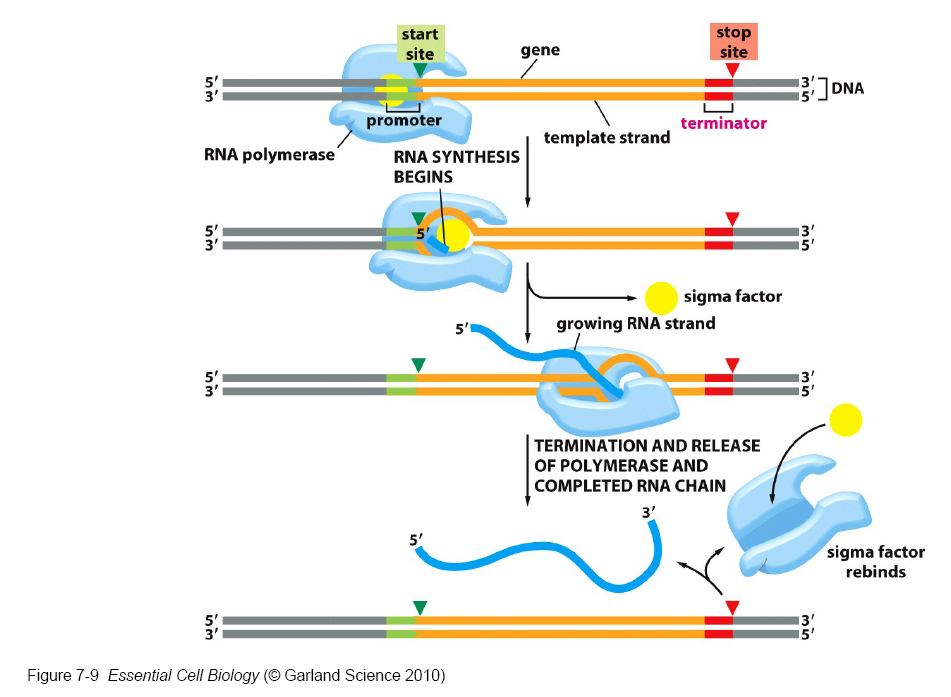 start
site
stop
site
gene
5′
3′
3′
5′
DNA
promoter
terminator
template strand
RNA polymerase
RNA SYNTHESIS
BEGINS
5′
5′
3′
3′
5′
sigma factor
growing RNA strand
5′
5′
3′
3′
5′
TERMINATION AND RELEASE
OF POLYMERASE AND
COMPLETED RNA CHAIN
3′
5′
sigma factor
rebinds
5′
3′
3′
5′
Figure 7-9 Essential Cell Biology (© Garland Science 2010)